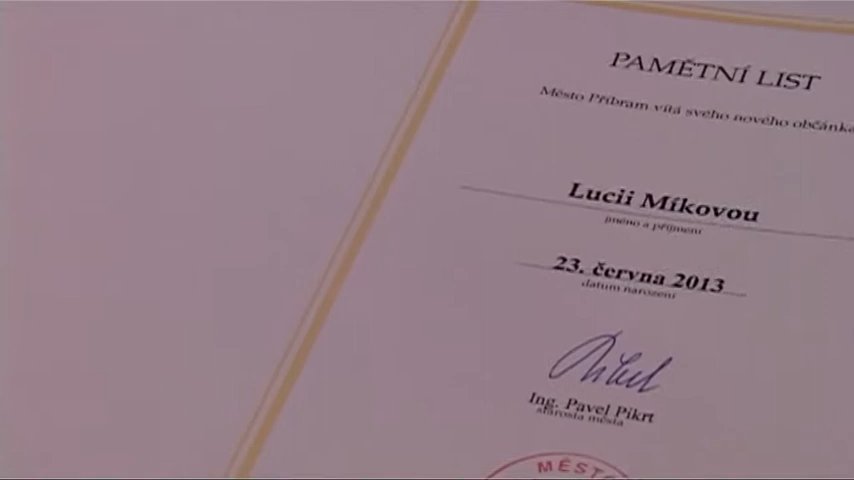 PAMĚTNÍ LIST
Město Příbram vítá svého nového občánka
Lucii Míkovou
jméno a příjmení
23. června 2013
datum narození
Ing. Pavel Pikrt
starosta města
MĚSTO